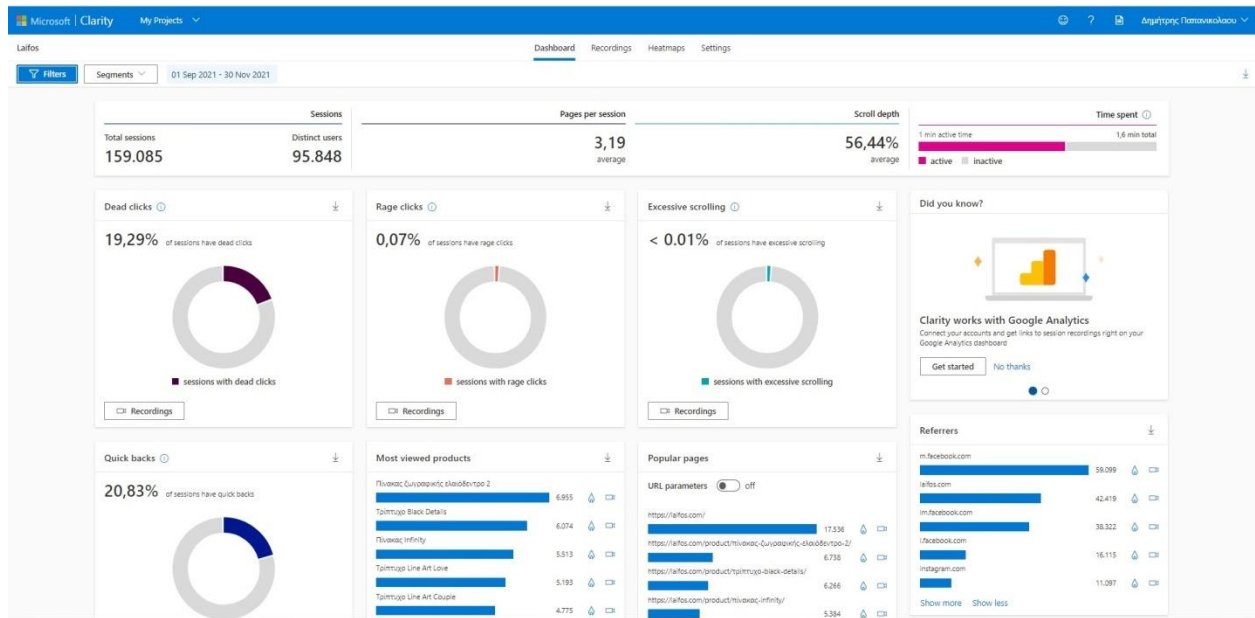 Microsoft | Clarity My Projects ? Δημήτρης Παπανικολαου
Laifos Dashboard Recordings Heatmaps Settings
Filters Segments 01 Sep 2021 - 30 Nov 2021
Sessions
Total sessions Distinct users
159.085 95.848
Pages per session
3,19
average
Scroll depth
56,44%
average
Time spent
1 min active time 1,6 min total
active inactive
Dead clicks
19,29% of sessions have dead clicks
sessions with dead clicks
Recordings
Rage clicks
0,07% of sessions have rage clicks
sessions with rage clicks
Recordings
Excessive scrolling
< 0.01% of sessions have excessive scrolling
sessions with excessive scrolling
Recordings
Did you know?
Clarity works with Google Analytics
Connect your accounts and get links to session recordings right on your
Google Analytics dashboard
Get started No thanks
Quick backs
20,83% of sessions have quick backs
Most viewed products
Πίνακας ζωγραφικής ελαιόδεντρο 2
6.955
Τρίπτυχο Black Details
6.074
Πίνακας Infinity
5.513
Τρίπτυχο Line Art Love
5.193
Τρίπτυχο Line Art Couple
4.775
Popular pages
URL parameters off
https://laifos.com/
17.536
https://laifos.com/product/πίνακας-ζωγραφικής-ελαιόδεντρο-2/
6.738
https://laifos.com/product/τρίπτυχο-black-details/
6.266
https://laifos.com/product/πίνακας-infinity/
5.384
Referrers
m.facebook.com
59.099
laifos.com
42.419
lm.facebook.com
38.322
l.facebook.com
16.115
instagram.com
11.097
Show more Show less